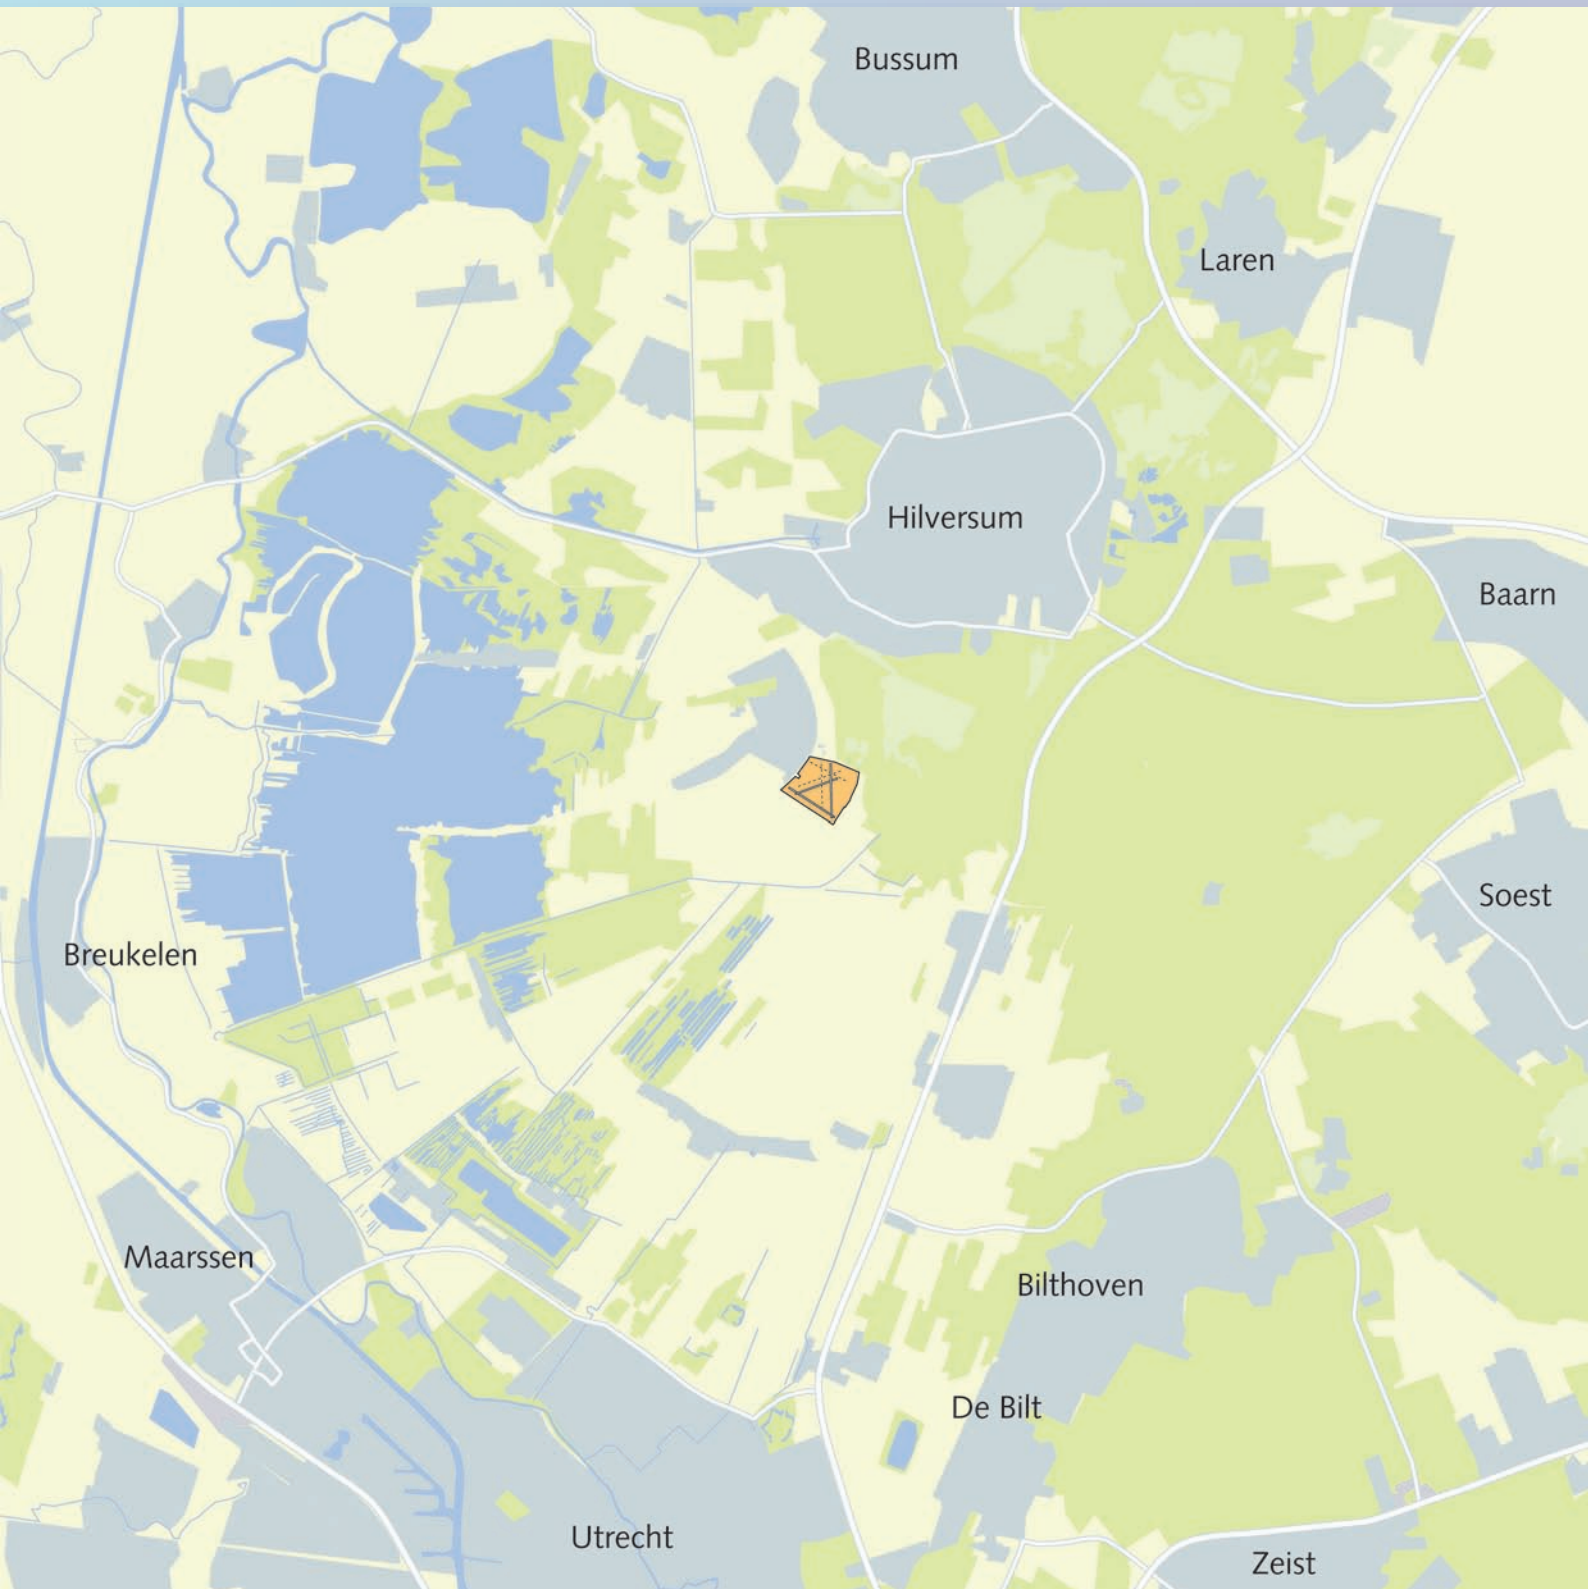 Bussum
Laren
Hilversum
Baarn
Soest
Breukelen
Maarssen
Bilthoven
De Bilt
Utrecht
Zeist